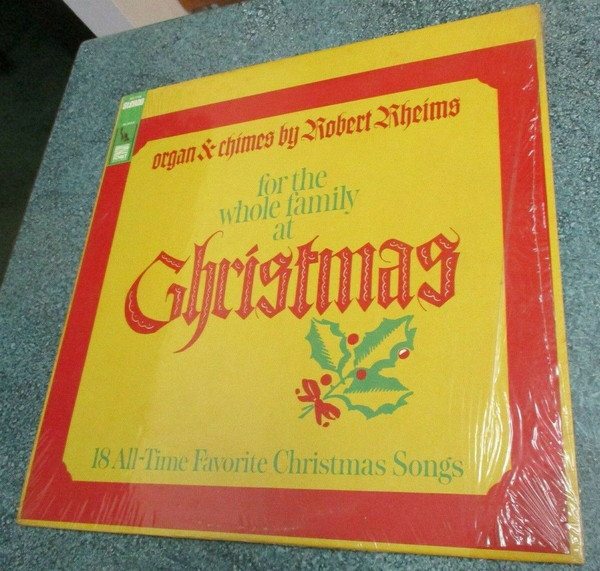 organ & chimes by Robert Rheims
for the
whole family
at
Christmas
18 All-Time Favorite Christmas Songs